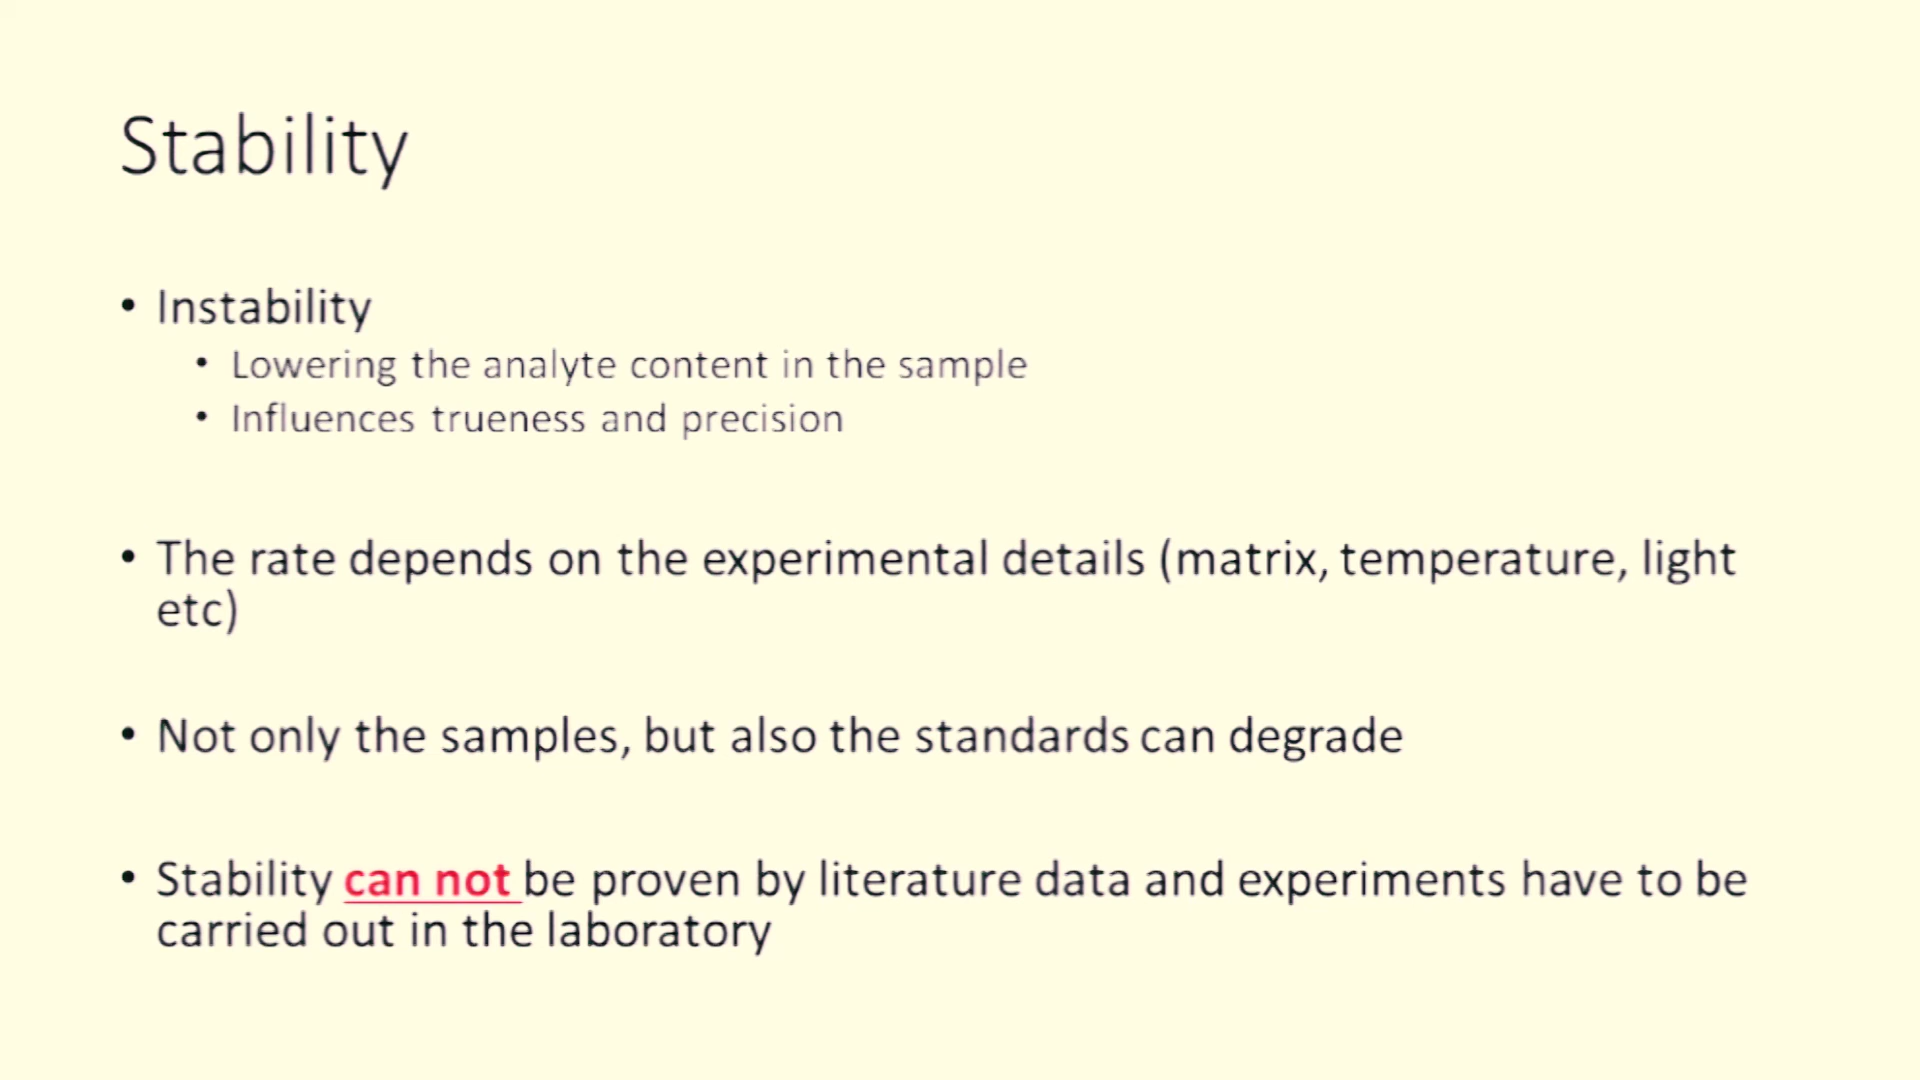 Stability
• Instability
• Lowering the analyte content in the sample
• Influences trueness and precision
• The rate depends on the experimental details (matrix, temperature, light
etc)
• Not only the samples, but also the standards can degrade
• Stability can not be proven by literature data and experiments have to be
carried out in the laboratory